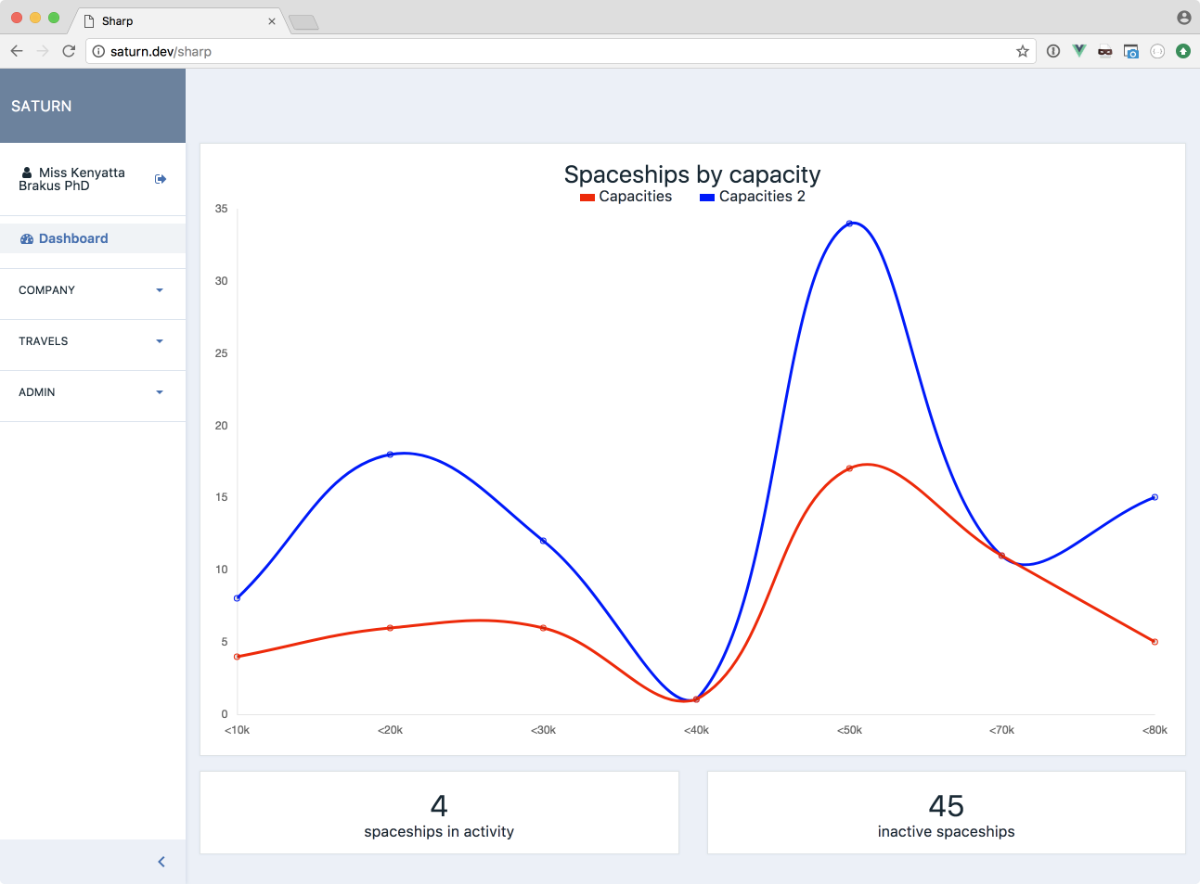 Sharp
saturn.dev/sharp
SATURN
Miss Kenyatta
Brakus PhD
Dashboard
COMPANY
TRAVELS
ADMIN
Spaceships by capacity
Capacities Capacities 2
35
30
25
20
15
10
5
0
<10k <20k <30k <40k <50k <70k <80k
4
spaceships in activity
45
inactive spaceships